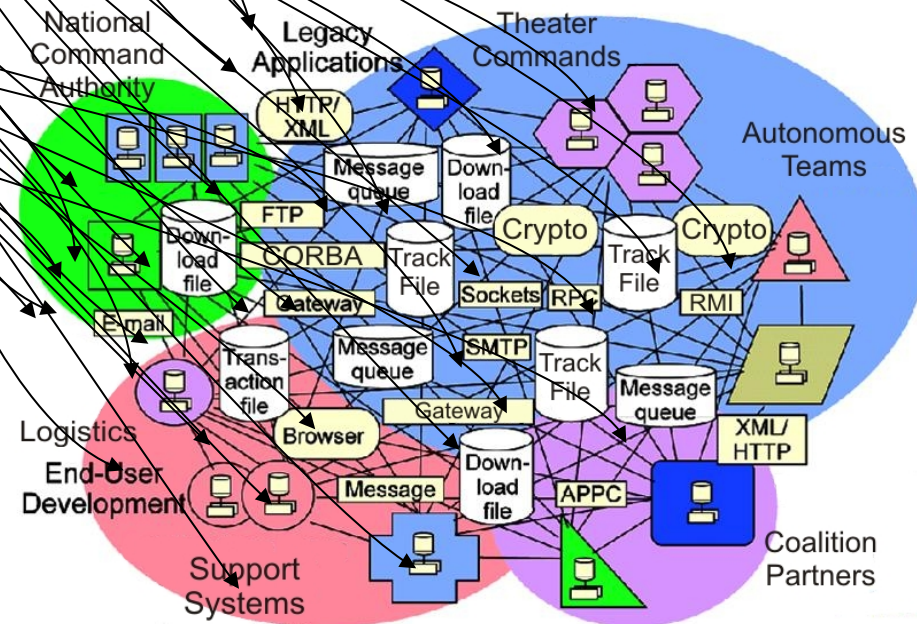 National
Command
Authority
Legacy
Applications
Theater
Commands
Autonomous
Teams
HTTP/
XML
Message
queue
Down-
load
file
FTP
Down-
load
file
CORBA
Track
File
Crypto
Track
File
Crypto
Gateway
Sockets
RPC
RMI
E-mail
Trans-
action
file
Message
queue
SMTP
Track
File
Message
queue
Gateway
Browser
XML/
HTTP
Logistics
End-User
Development
Message
Down-
load
file
APPC
Support
Systems
Coalition
Partners